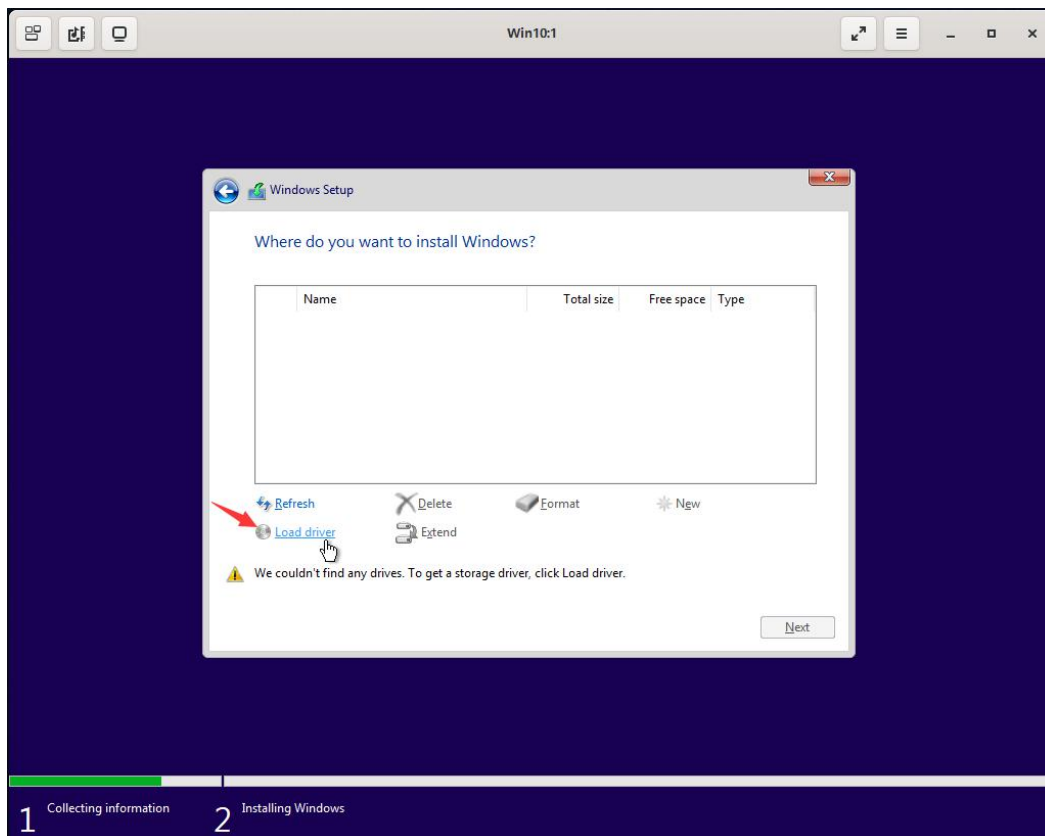 Win10:1
Windows Setup
Where do you want to install Windows?
Name Total size Free space Type
Refresh Delete Format New
Load driver Extend
We couldn't find any drives. To get a storage driver, click Load driver.
Next
1 Collecting information 2 Installing Windows